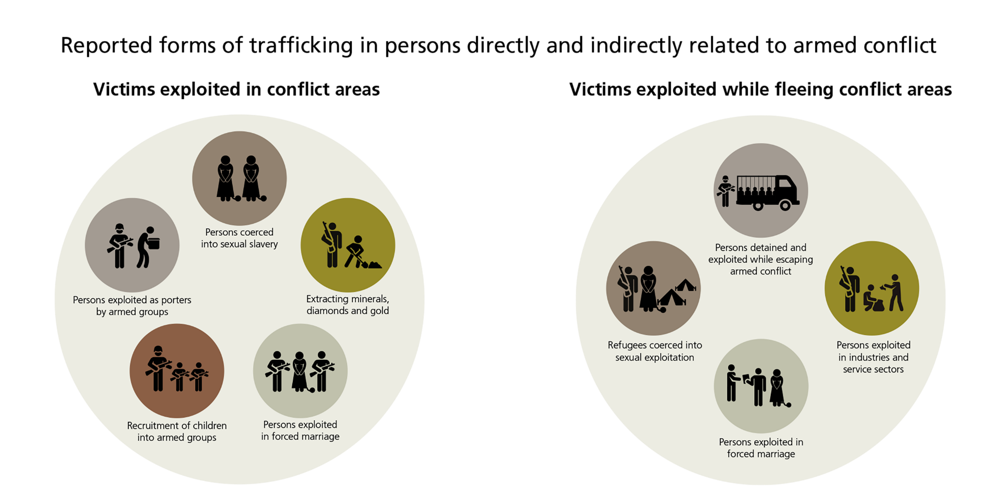 Reported forms of trafficking in persons directly and indirectly related to armed conflict
Victims exploited in conflict areas
Persons coerced
into sexual slavery
Persons exploited as porters
by armed groups
Extracting minerals,
diamonds and gold
Recruitment of children
into armed groups
Persons exploited
in forced marriage
Victims exploited while fleeing conflict areas
Persons detained and
exploited while escaping
armed conflict
Refugees coerced into
sexual exploitation
Persons exploited
in industries and
service sectors
Persons exploited in
forced marriage